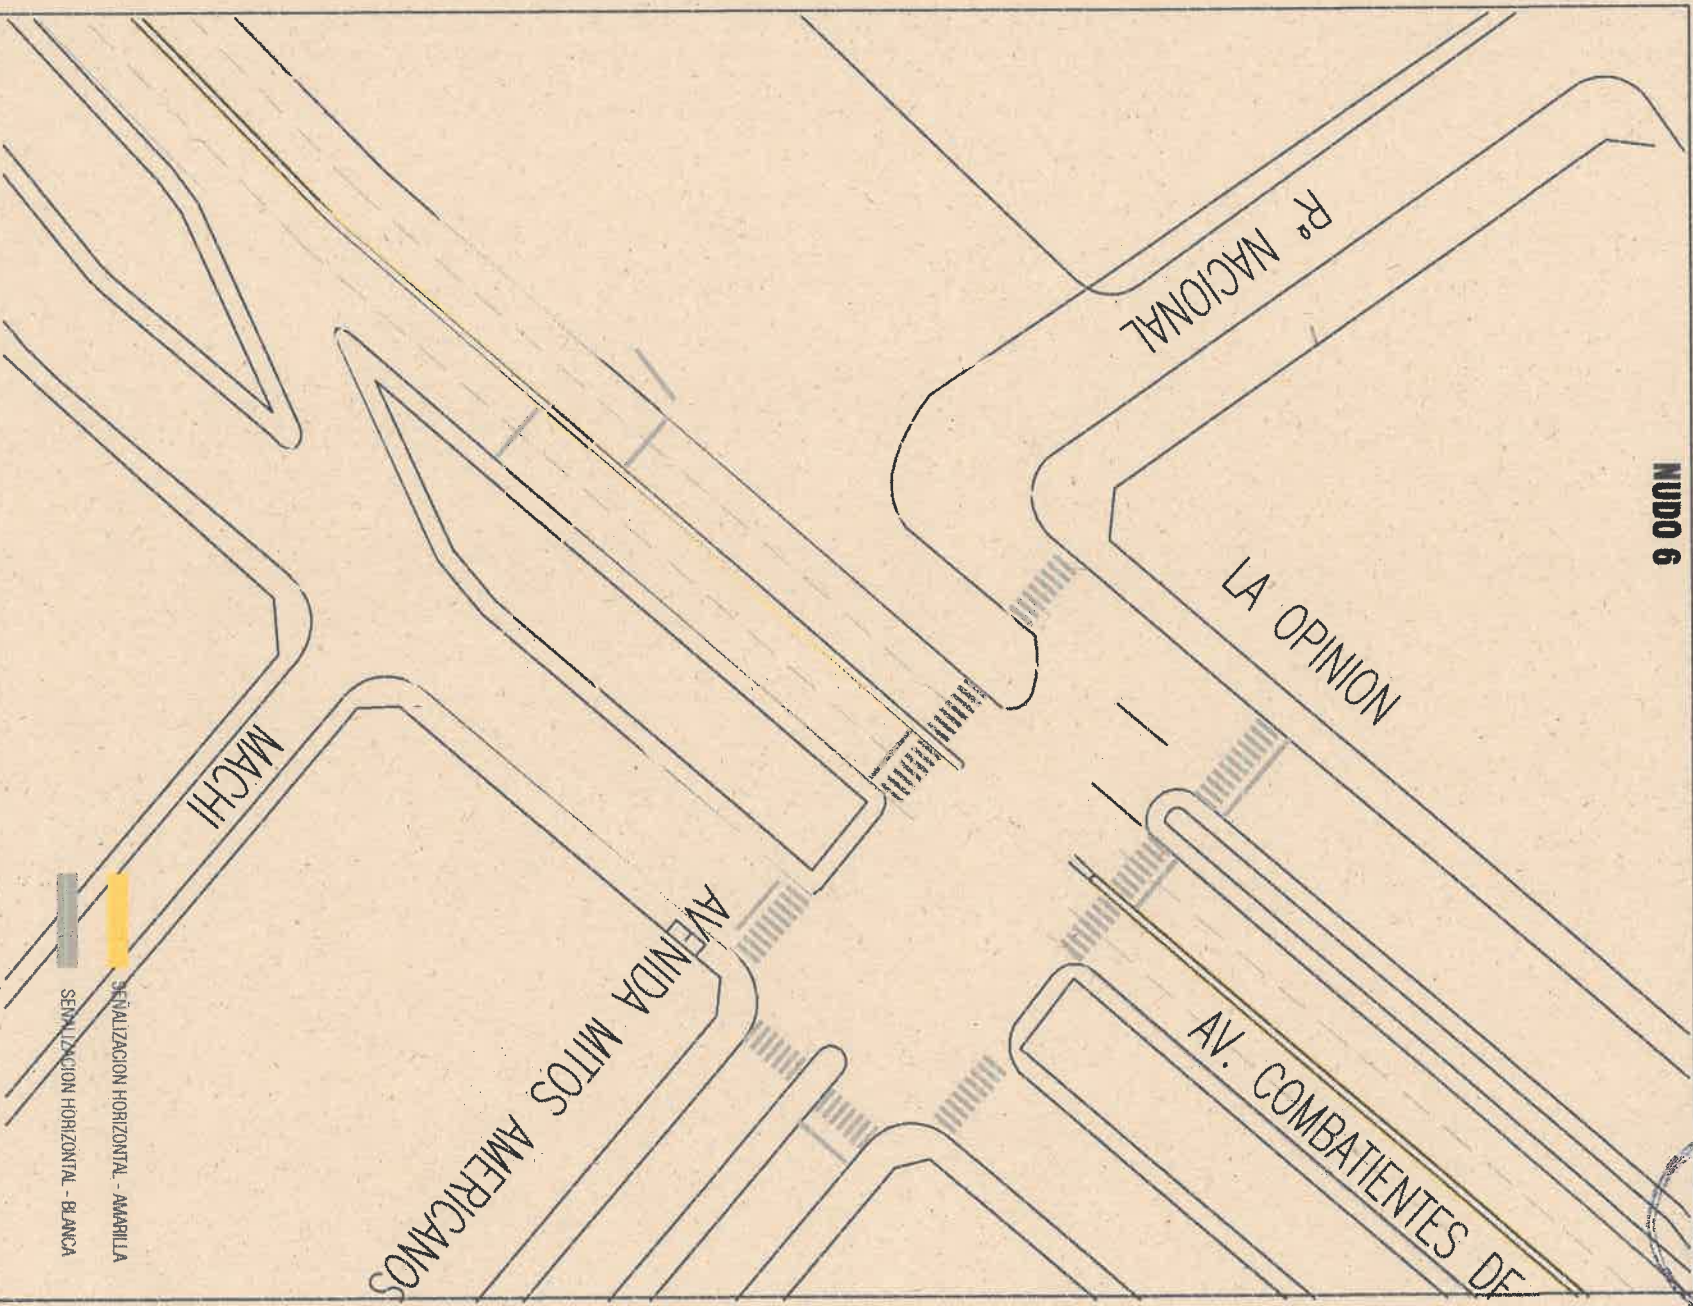 NUDO 6
Rº NACIONAL
LA OPINION
MACHI
AVENIDA MITOS AMERICANOS
AV. COMBATIENTES DE
SEÑALIZACION HORIZONTAL - AMARILLA
SEÑALIZACION HORIZONTAL - BLANCA